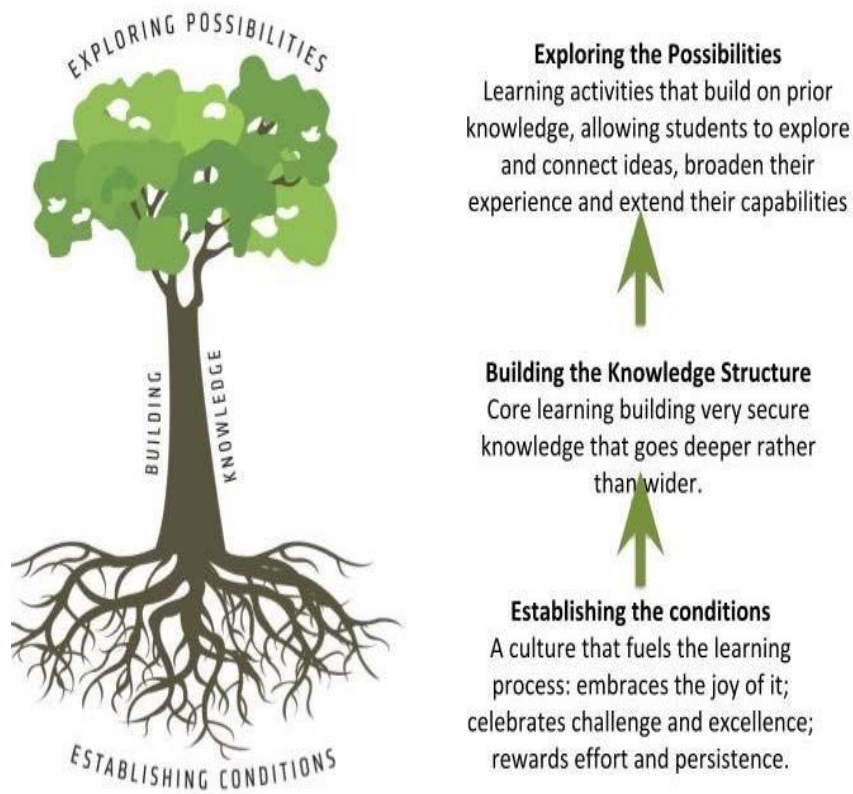 EXPLORING POSSIBILITIES
BUILDING
KNOWLEDGE
ESTABLISHING CONDITIONS
Exploring the Possibilities
Learning activities that build on prior
knowledge, allowing students to explore
and connect ideas, broaden their
experience and extend their capabilities
Building the Knowledge Structure
Core learning building very secure
knowledge that goes deeper rather
than wider.
Establishing the conditions
A culture that fuels the learning
process: embraces the joy of it;
celebrates challenge and excellence;
rewards effort and persistence.